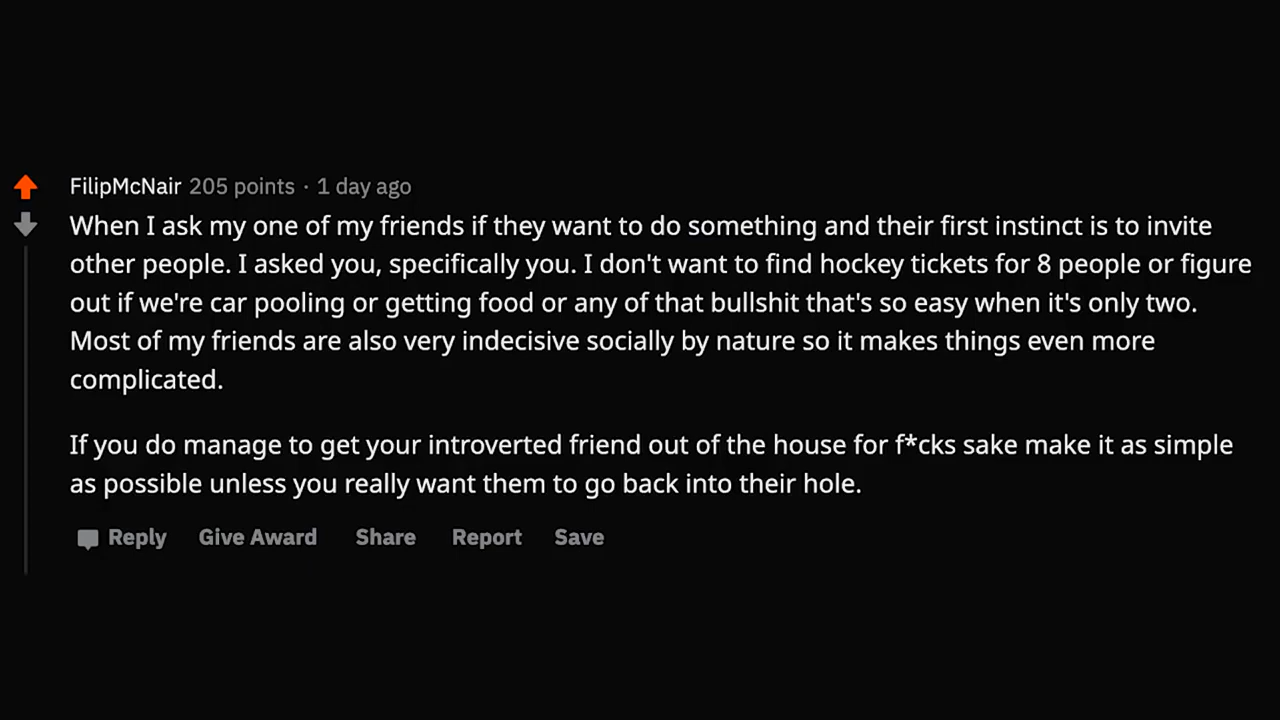 FilipMcNair 205 points · 1 day ago
When I ask my one of my friends if they want to do something and their first instinct is to invite
other people. I asked you, specifically you. I don't want to find hockey tickets for 8 people or figure
out if we're car pooling or getting food or any of that bullshit that's so easy when it's only two.
Most of my friends are also very indecisive socially by nature so it makes things even more
complicated.
If you do manage to get your introverted friend out of the house for f*cks sake make it as simple
as possible unless you really want them to go back into their hole.
Reply Give Award Share Report Save